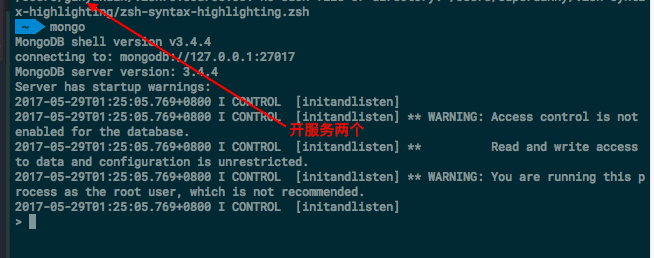 x-highlighting/zsh-syntax-highlighting.zsh
~ mongo
MongoDB shell version v3.4.4
connecting to: mongodb://127.0.0.1:27017
MongoDB server version: 3.4.4
Server has startup warnings:
2017-05-29T01:25:05.769+0800 I CONTROL  [initandlisten]
2017-05-29T01:25:05.769+0800 I CONTROL  [initandlisten] ** WARNING: Access control is not
enabled for the database.
开服务两个
2017-05-29T01:25:05.769+0800 I CONTROL  [initandlisten] **          Read and write access
to data and configuration is unrestricted.
2017-05-29T01:25:05.769+0800 I CONTROL  [initandlisten] ** WARNING: You are running this p
rocess as the root user, which is not recommended.
2017-05-29T01:25:05.769+0800 I CONTROL  [initandlisten]
>